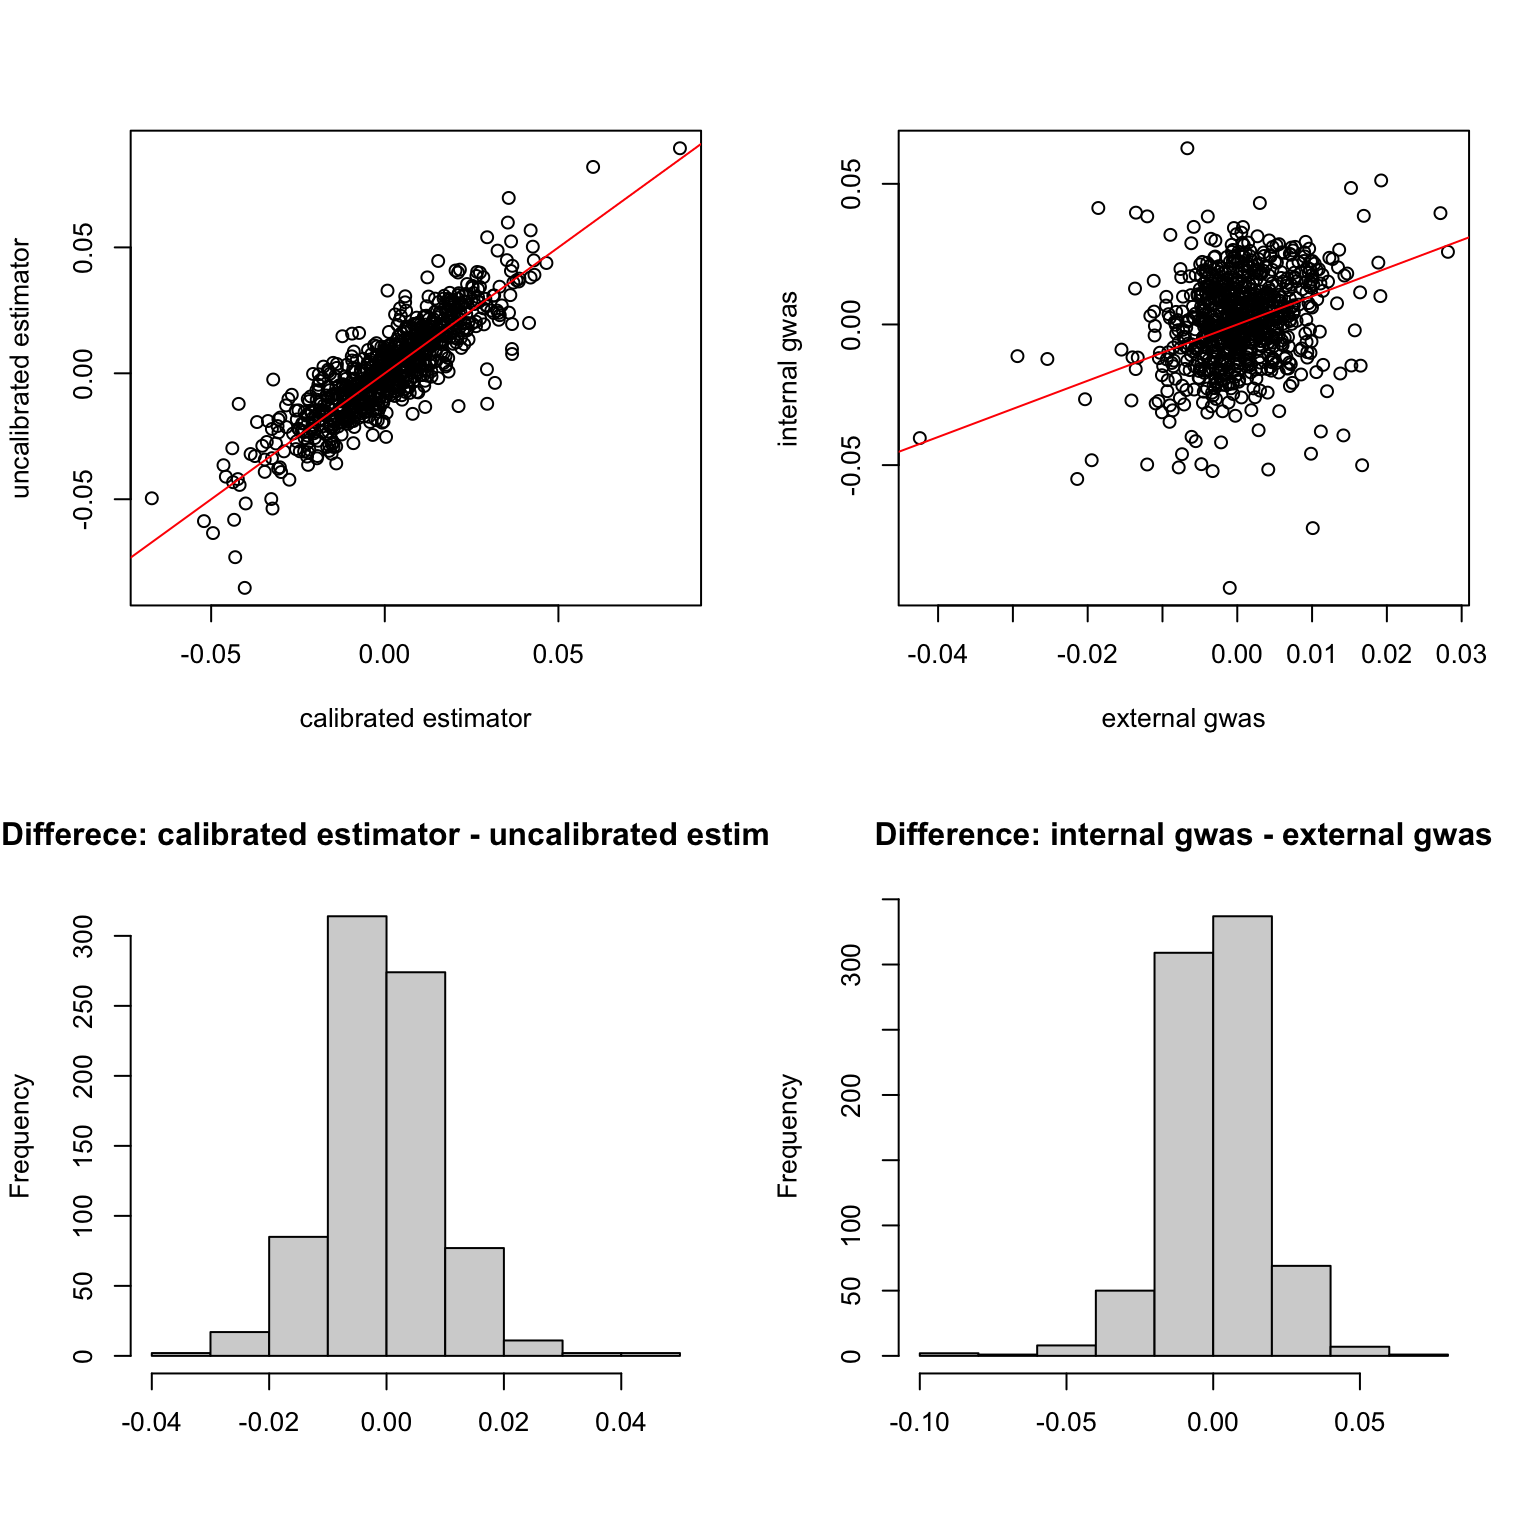 uncalibrated estimator
-0.05 0.00 0.05
-0.05 0.00 0.05
calibrated estimator
internal gwas
-0.05 0.00 0.05
-0.04 -0.02 0.00 0.01 0.02 0.03
external gwas
Differece: calibrated estimator - uncalibrated estim
Frequency
0 50 100 150 200 250 300
-0.04 -0.02 0.00 0.02 0.04
Difference: internal gwas - external gwas
Frequency
0 50 100 200 300
-0.10 -0.05 0.00 0.05